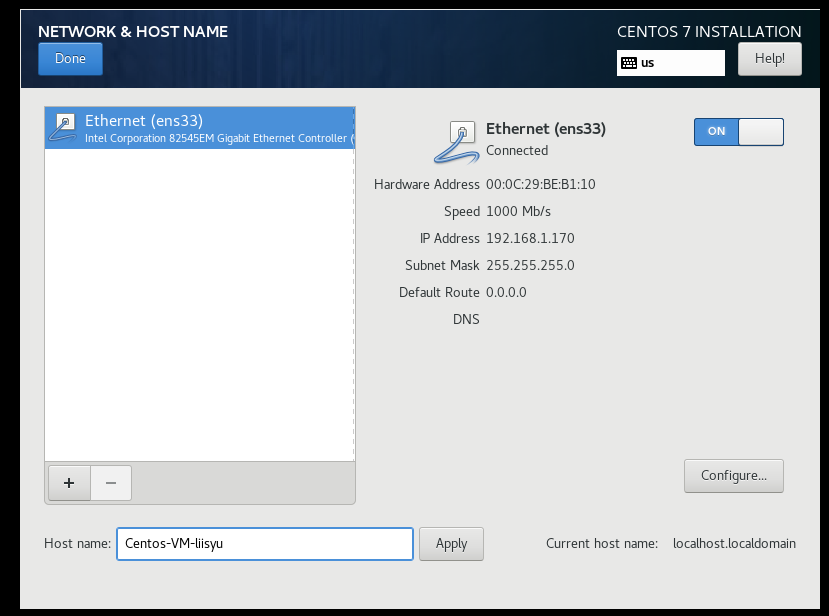 NETWORK & HOST NAME
CENTOS 7 INSTALLATION
Done
us
Help!
Ethernet (ens33)
Intel Corporation 82545EM Gigabit Ethernet Controller (
Ethernet (ens33)
Connected
ON
Hardware Address 00:0C:29:BE:B1:10
Speed 1000 Mb/s
IP Address 192.168.1.170
Subnet Mask 255.255.255.0
Default Route 0.0.0.0
DNS
+ −
Configure...
Host name: Centos-VM-liisyu Apply Current host name: localhost.localdomain